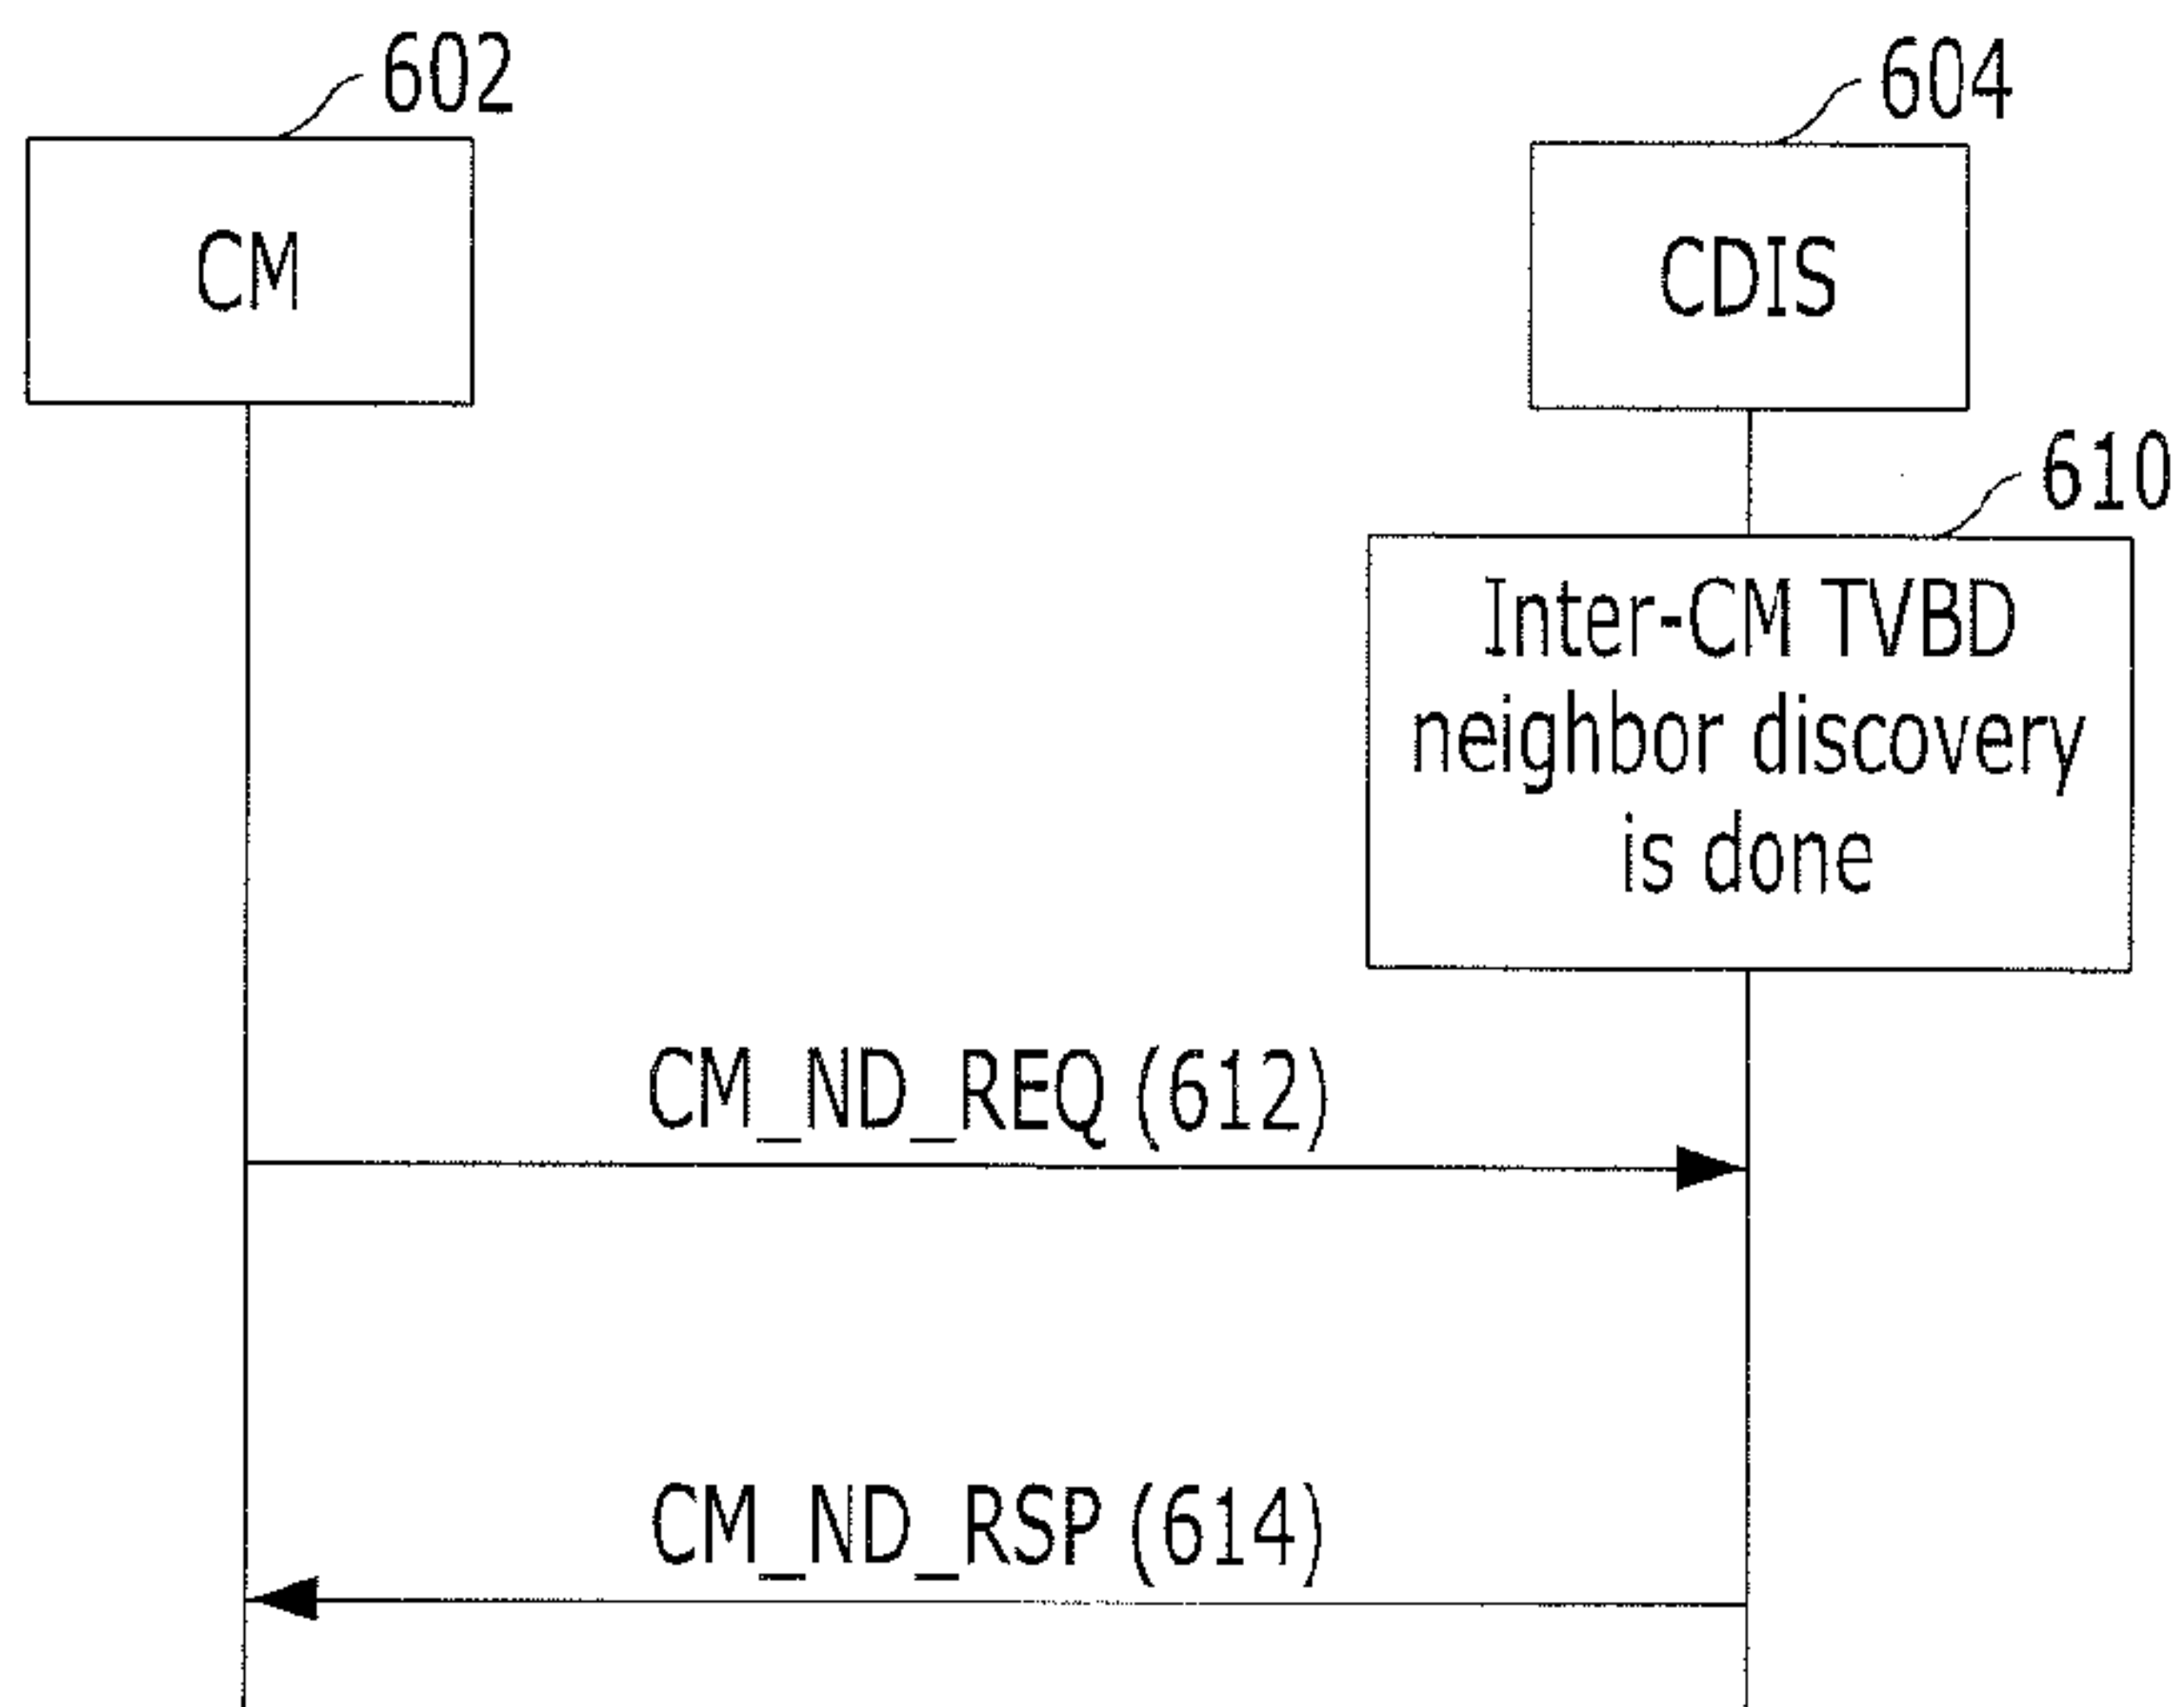 602
604
CM
CDIS
610
Inter-CM TVBD
neighbor discovery
is done
CM_ND_REQ (612)
CM_ND_RSP (614)